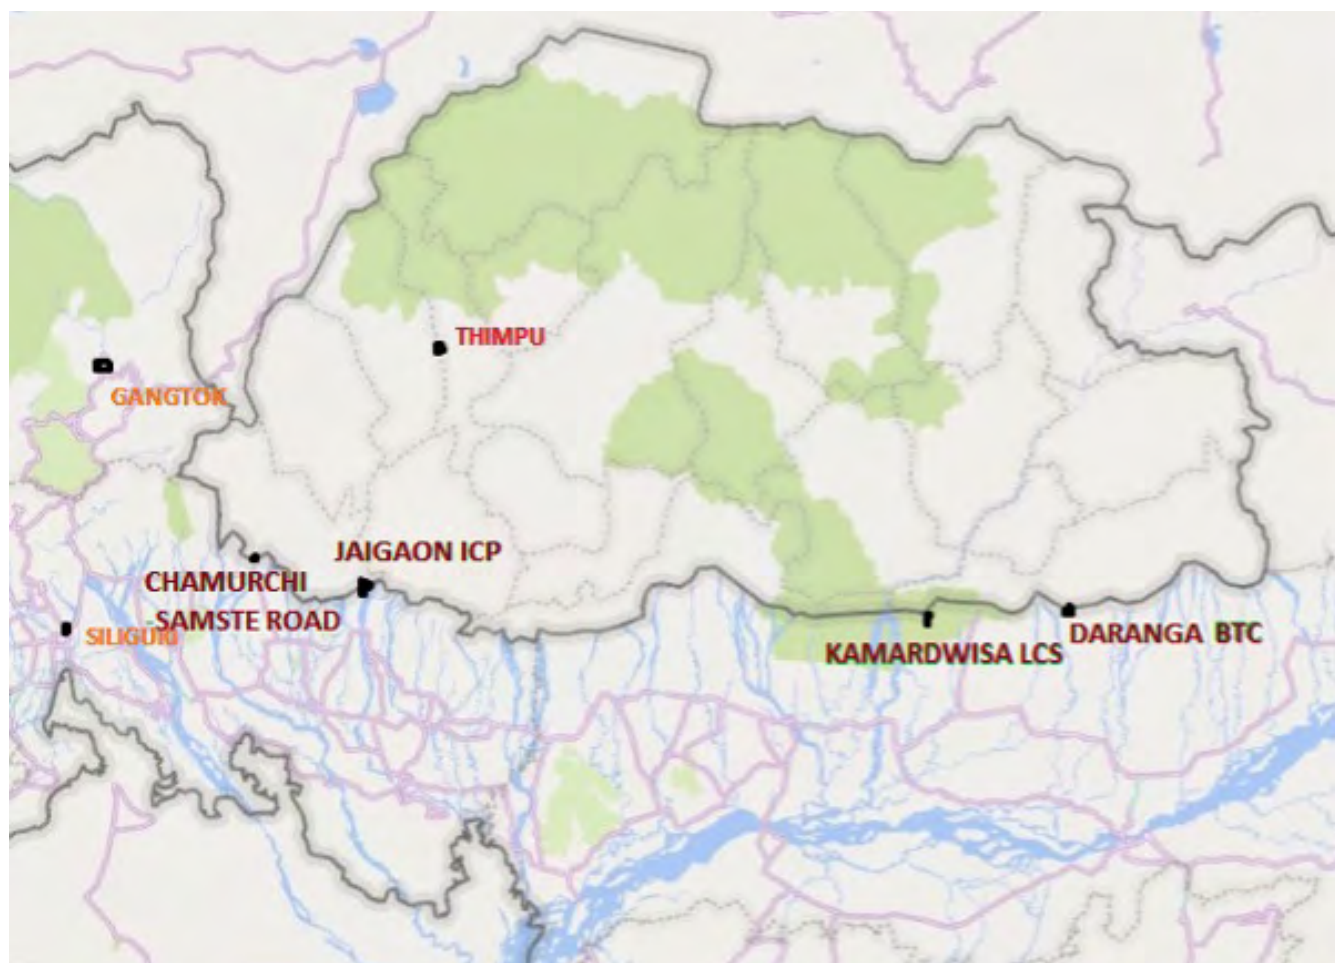 THIMPU
GANGTOK
JAIGAON ICP
CHAMURCHI
-SAMSTE ROAD
SILIGURI
DARANGA BTC
KAMARDWISA LCS